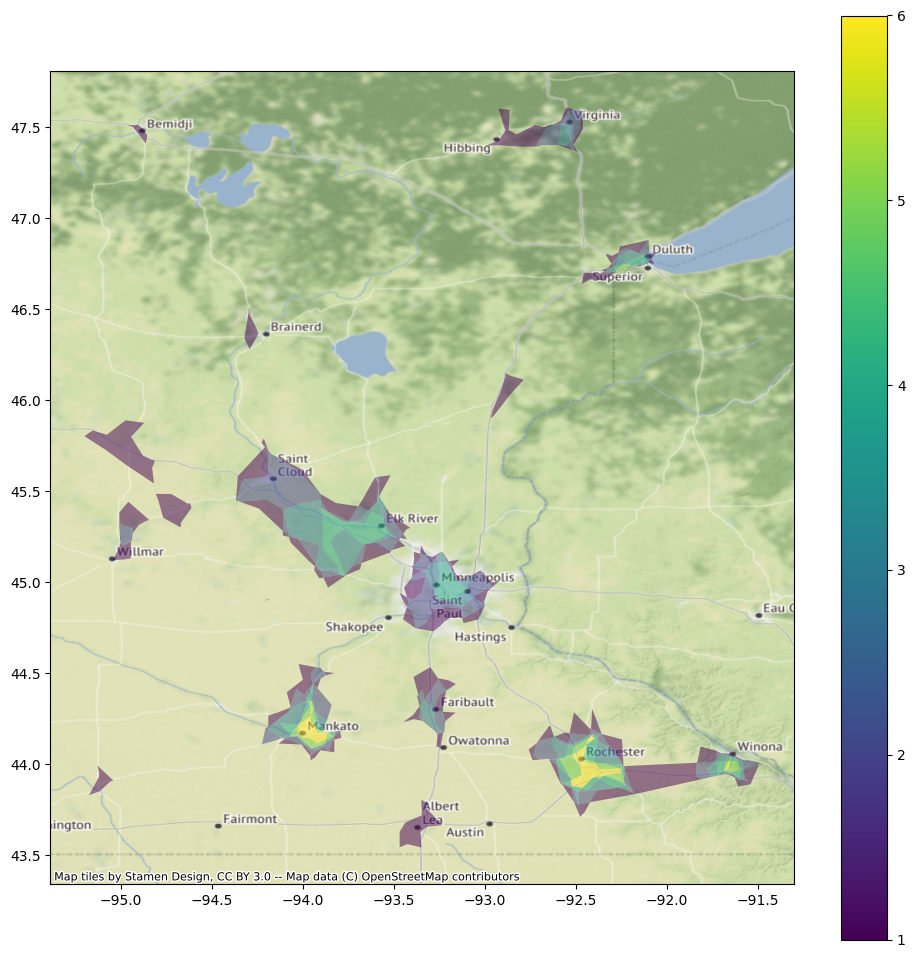 6
47.5
Bemidji
Virginia
Hibbing
5
47.0
Duluth
Superior
46.5
Brainerd
4
46.0
Saint
Cloud
45.5
Elk River
3
Willmar
45.0
Minneapolis
Saint
Paul
Eau C
Shakopee
Hastings
44.5
2
Faribault
Mankato
Owatonna
Winona
44.0
Rochester
Albert
Lea
Fairmont
Austin
ington
43.5
Map tiles by Stamen Design, CC BY 3.0 -- Map data (C) OpenStreetMap contributors
−95.0 −94.5 −94.0 −93.5 −93.0 −92.5 −92.0 −91.5
1